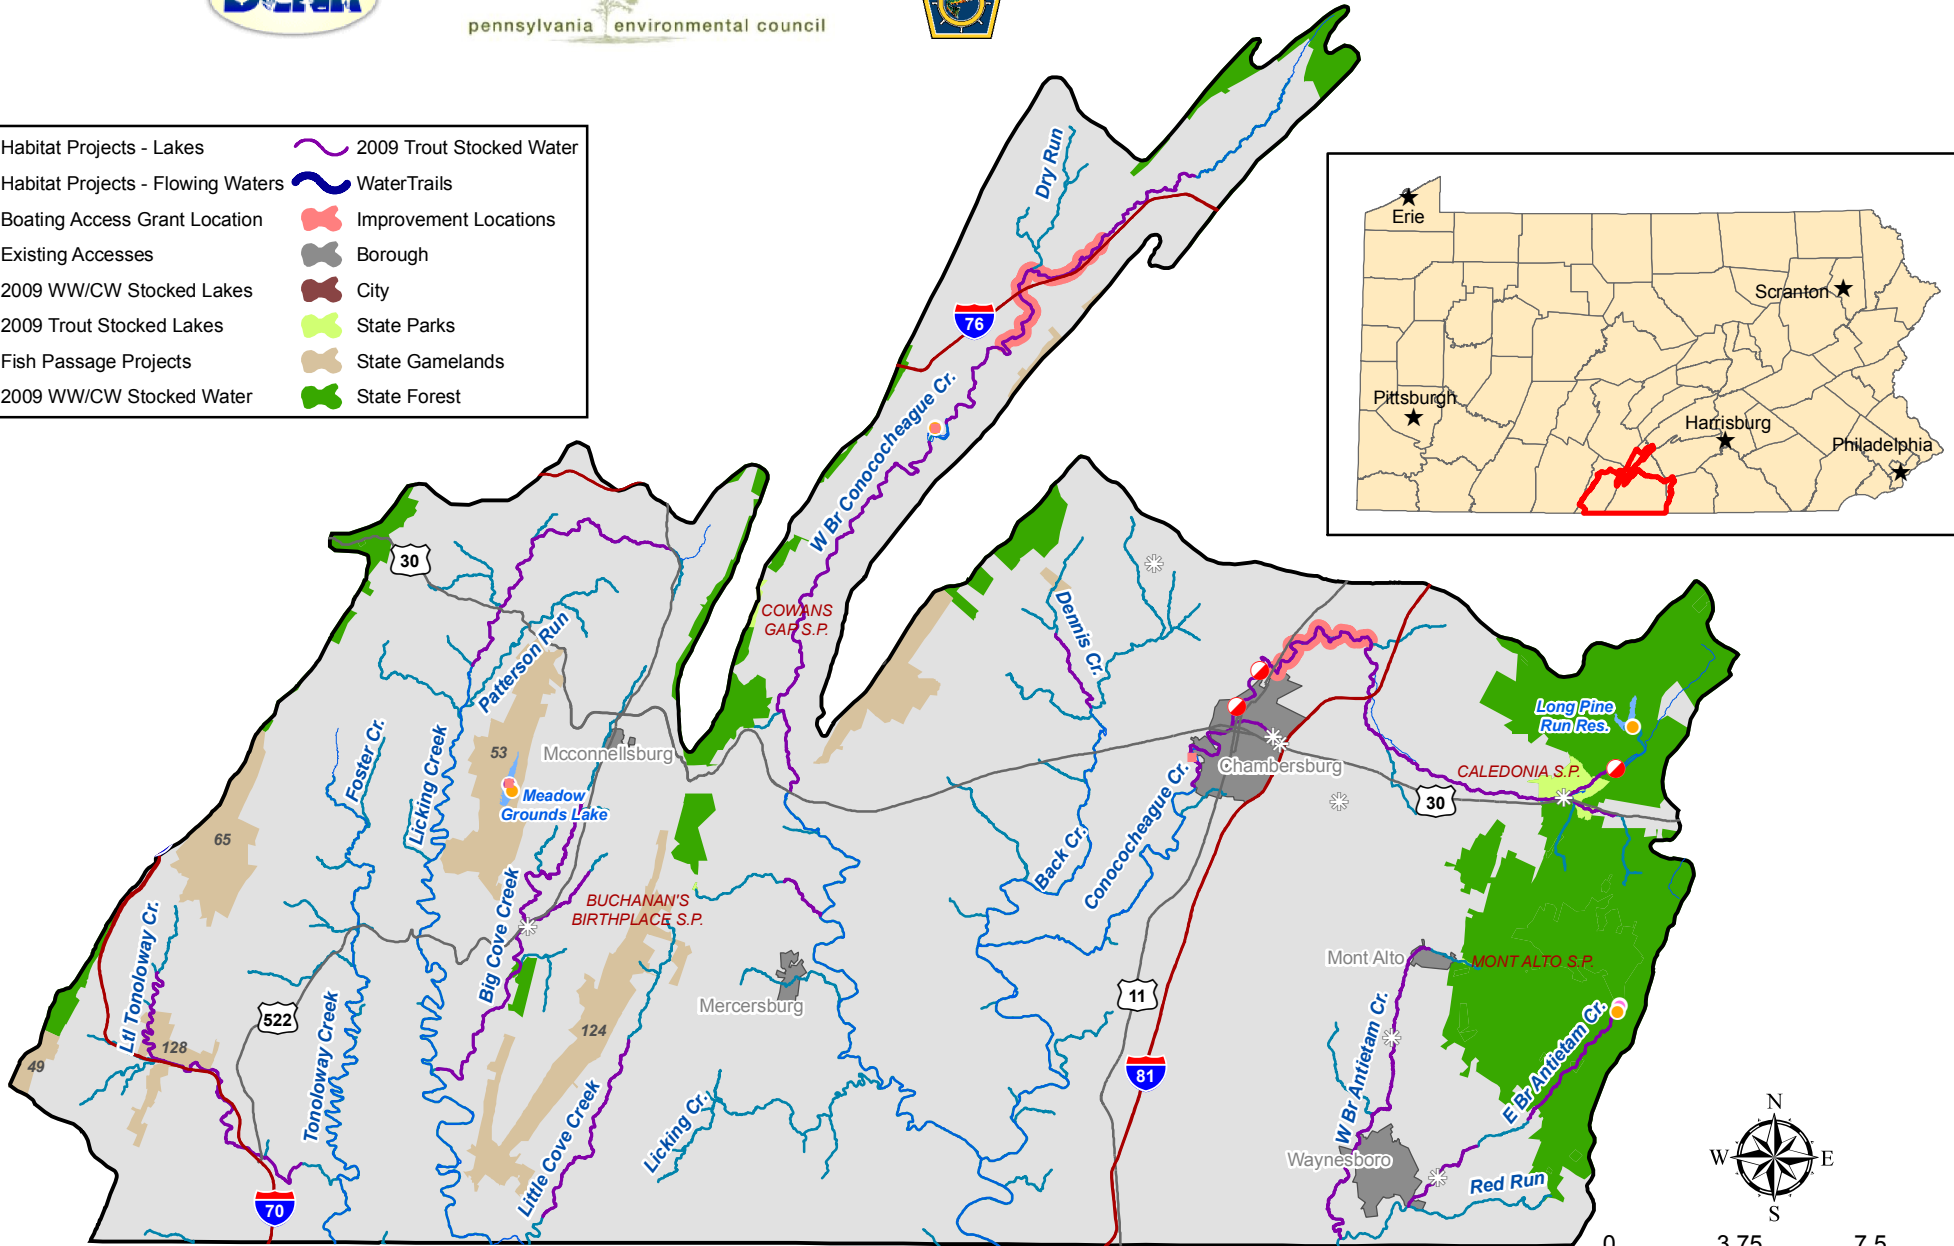 pennsylvania environmental council
Habitat Projects - Lakes
2009 Trout Stocked Water
Habitat Projects - Flowing Waters
WaterTrails
Boating Access Grant Location
Improvement Locations
Existing Accesses
Borough
2009 WW/CW Stocked Lakes
City
2009 Trout Stocked Lakes
State Parks
Fish Passage Projects
State Gamelands
2009 WW/CW Stocked Water
State Forest
Erie
Scranton
Pittsburgh
Harrisburg
Philadelphia
Dry Run
76
W Br Conococheague Cr.
30
COWANS
GAP S.P.
Dennis Cr.
Patterson Run
Long Pine
Run Res.
Foster Cr.
Licking Creek
53
Mcconnellsburg
Meadow
Grounds Lake
Chambersburg
CALEDONIA S.P.
30
65
Back Cr.
Conococheague Cr.
BUCHANAN'S
BIRTHPLACE S.P.
Big Cove Creek
Ltl Tonoloway Cr.
Mont Alto
MONT ALTO S.P.
Mercersburg
11
522
Tonoloway Creek
124
128
49
81
W Br Antietam Cr.
E Br Antietam Cr.
Little Cove Creek
Licking Cr.
Waynesboro
Red Run
70
N
W
E
S
0
3.75
7.5